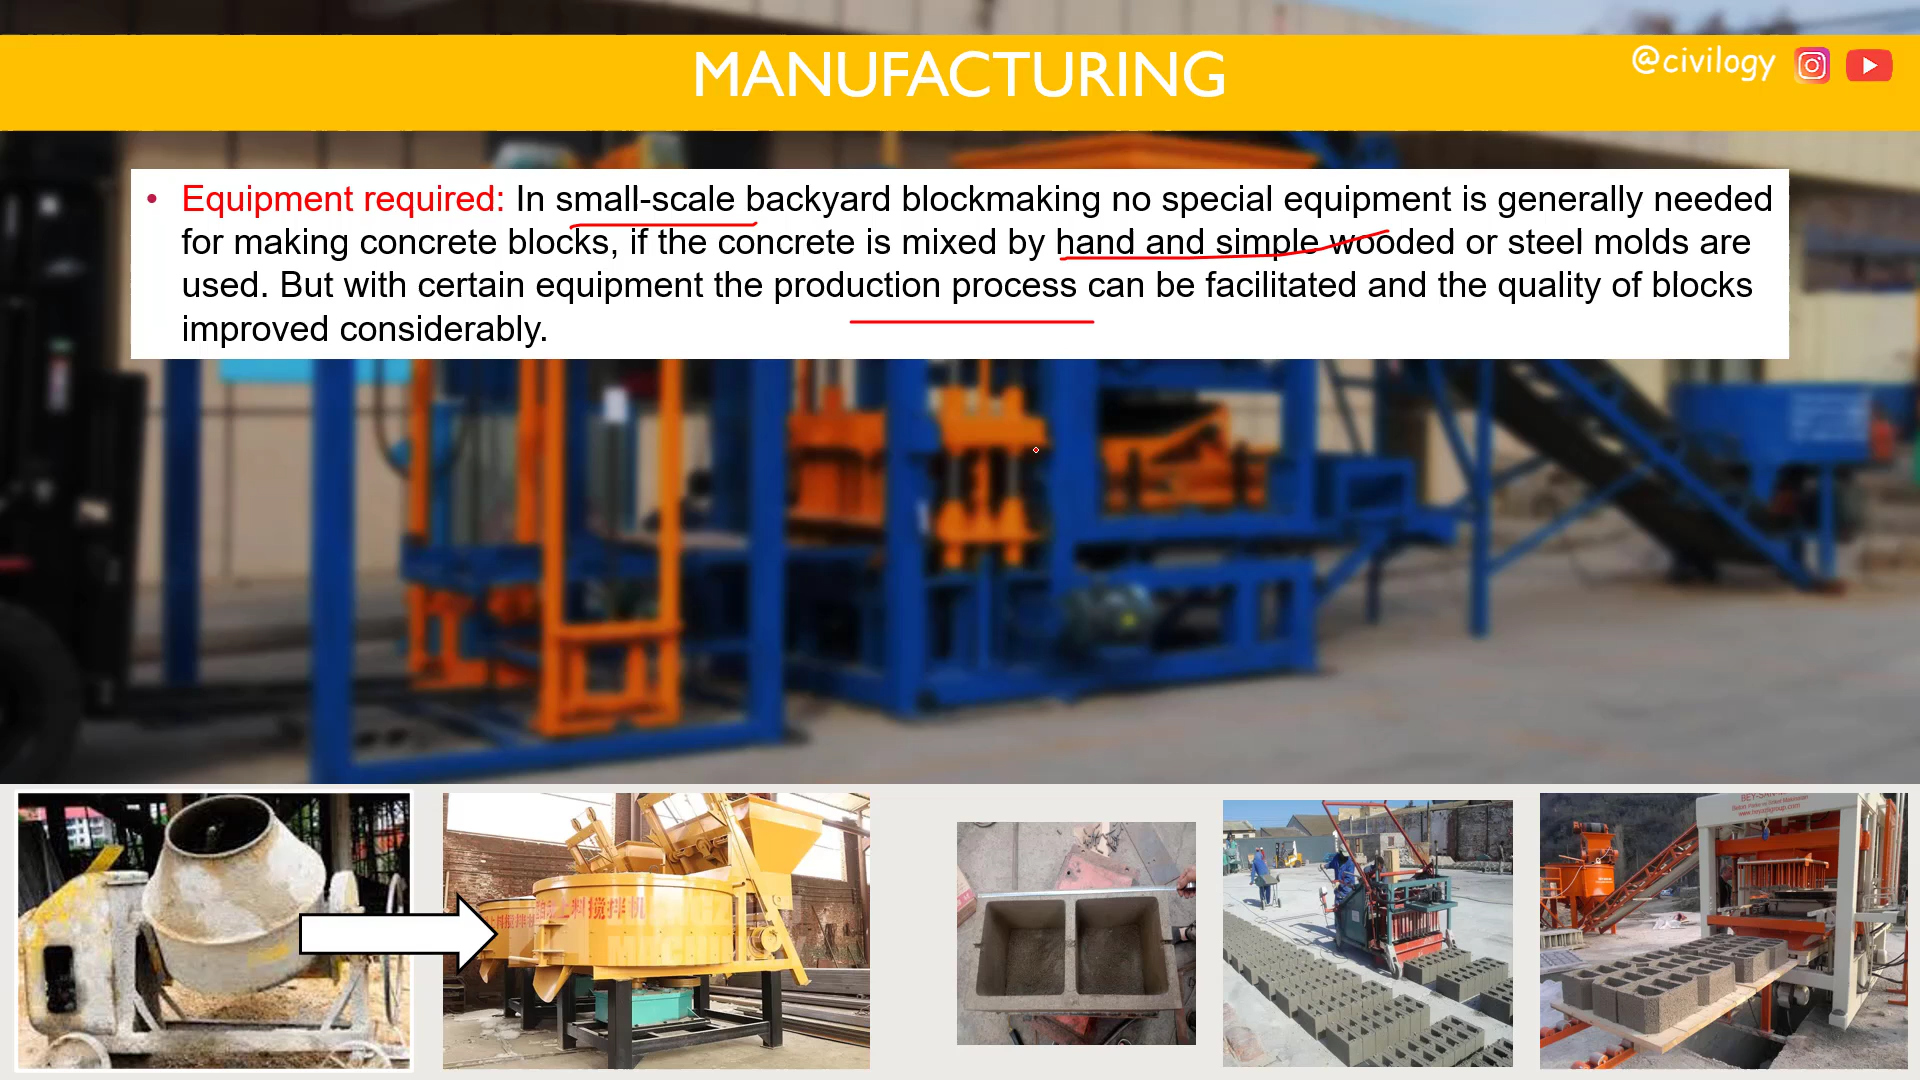 MANUFACTURING
@civilogy
• Equipment required: In small-scale backyard blockmaking no special equipment is generally needed
for making concrete blocks, if the concrete is mixed by hand and simple wooded or steel molds are
used. But with certain equipment the production process can be facilitated and the quality of blocks
improved considerably.